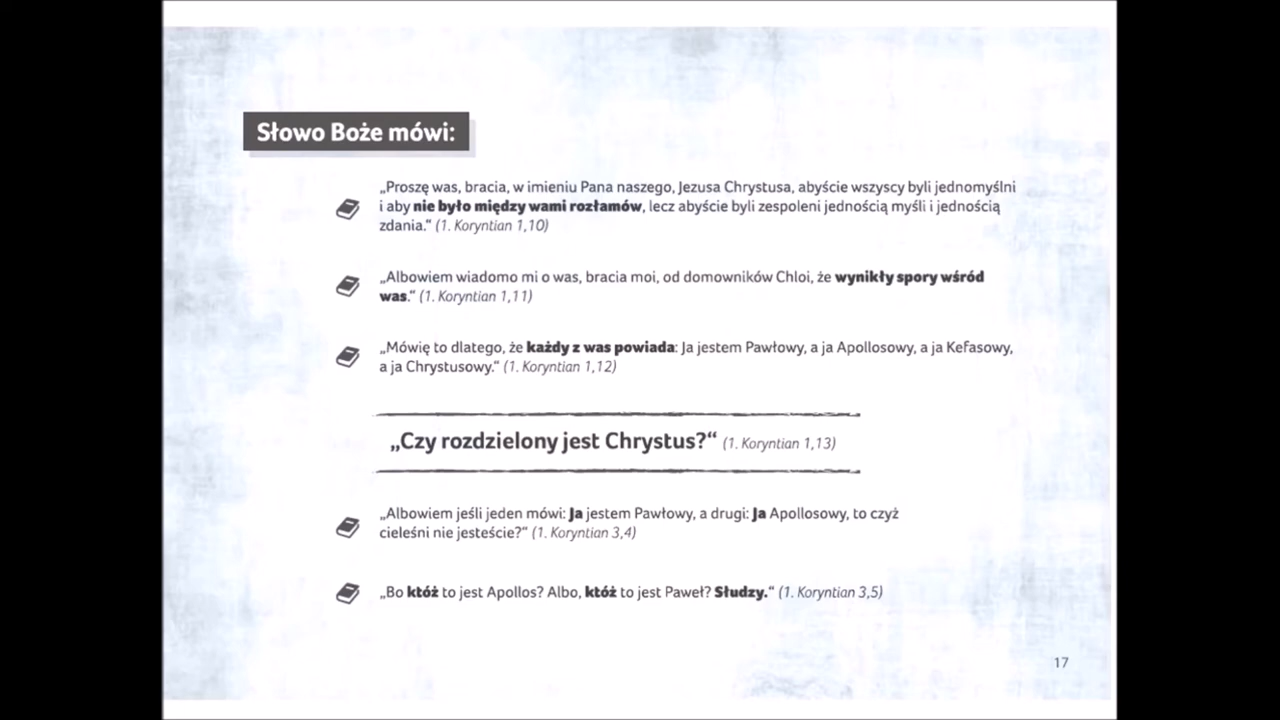 Słowo Boże mówi:
„Proszę was, bracia, w imieniu Pana naszego, Jezusa Chrystusa, abyście wszyscy byli jednomyślni
i aby nie było między wami rozłamów, lecz abyście byli zespoleni jednością myśli i jednością
zdania.“ (1. Koryntian 1,10)
„Albowiem wiadomo mi o was, bracia moi, od domowników Chloi, że wynikły spory wśród
was.“ (1. Koryntian 1,11)
„Mówię to dlatego, że każdy z was powiada: Ja jestem Pawłowy, a ja Apollosowy, a ja Kefasowy,
a ja Chrystusowy.“ (1. Koryntian 1,12)
„Czy rozdzielony jest Chrystus?“ (1. Koryntian 1,13)
„Albowiem jeśli jeden mówi: Ja jestem Pawłowy, a drugi: Ja Apollosowy, to czyż
cieleśni nie jesteście?“ (1. Koryntian 3,4)
„Bo któż to jest Apollos? Albo, któż to jest Paweł? Słudzy.“ (1. Koryntian 3,5)
17